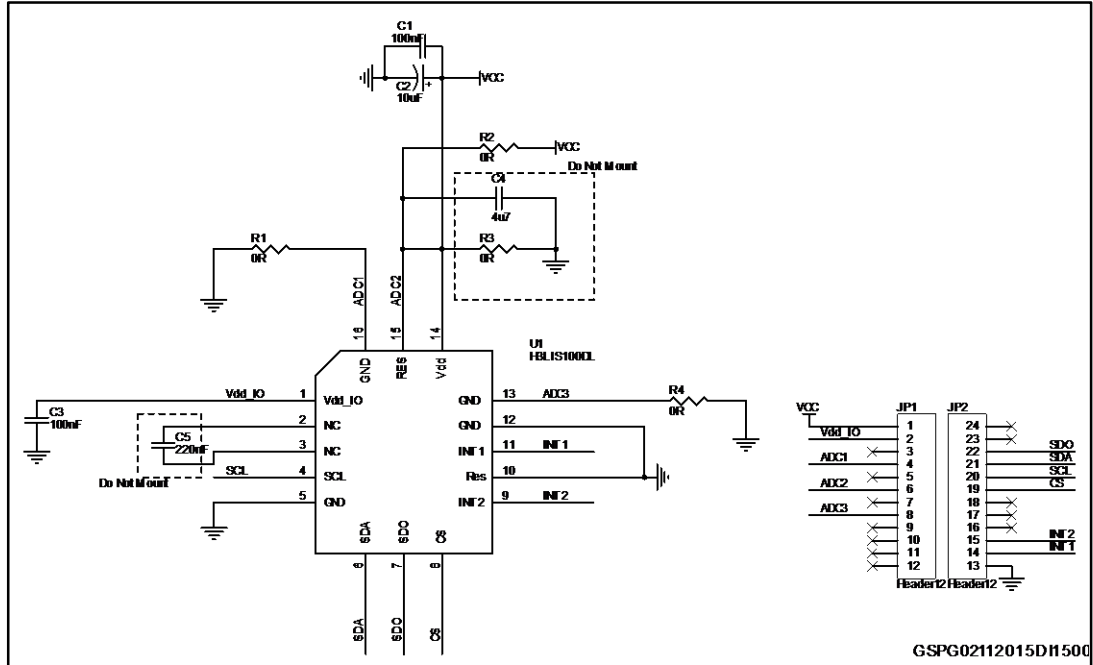 C1
100nF
C2
10uF
VCC
R2
0R
VCC
Do Not Mount
C4
4u7
R3
0R
R1
0R
ADC1
ADC2
16
15
14
GND
RES
Vdd
U1
H3LIS100DL
Vdd_IO
1
Vdd_IO
GND
13
ADC3
R4
0R
C3
100nF
2
NC
GND
12
C5
220nF
3
NC
INT1
11
INT1
Do Not Mount
SCL
4
SCL
Res
10
5
GND
INT2
9
INT2
SDA
SDO
CS
6
7
8
SDA
SDO
CS
VCC
JP1
JP2
1
24
Vdd_IO
2
23
3
22
SDO
ADC1
4
21
SDA
5
20
SCL
ADC2
6
19
CS
7
18
ADC3
8
17
9
16
10
15
INT2
11
14
INT1
12
13
Header12
Header12
GSPG02112015DI1500